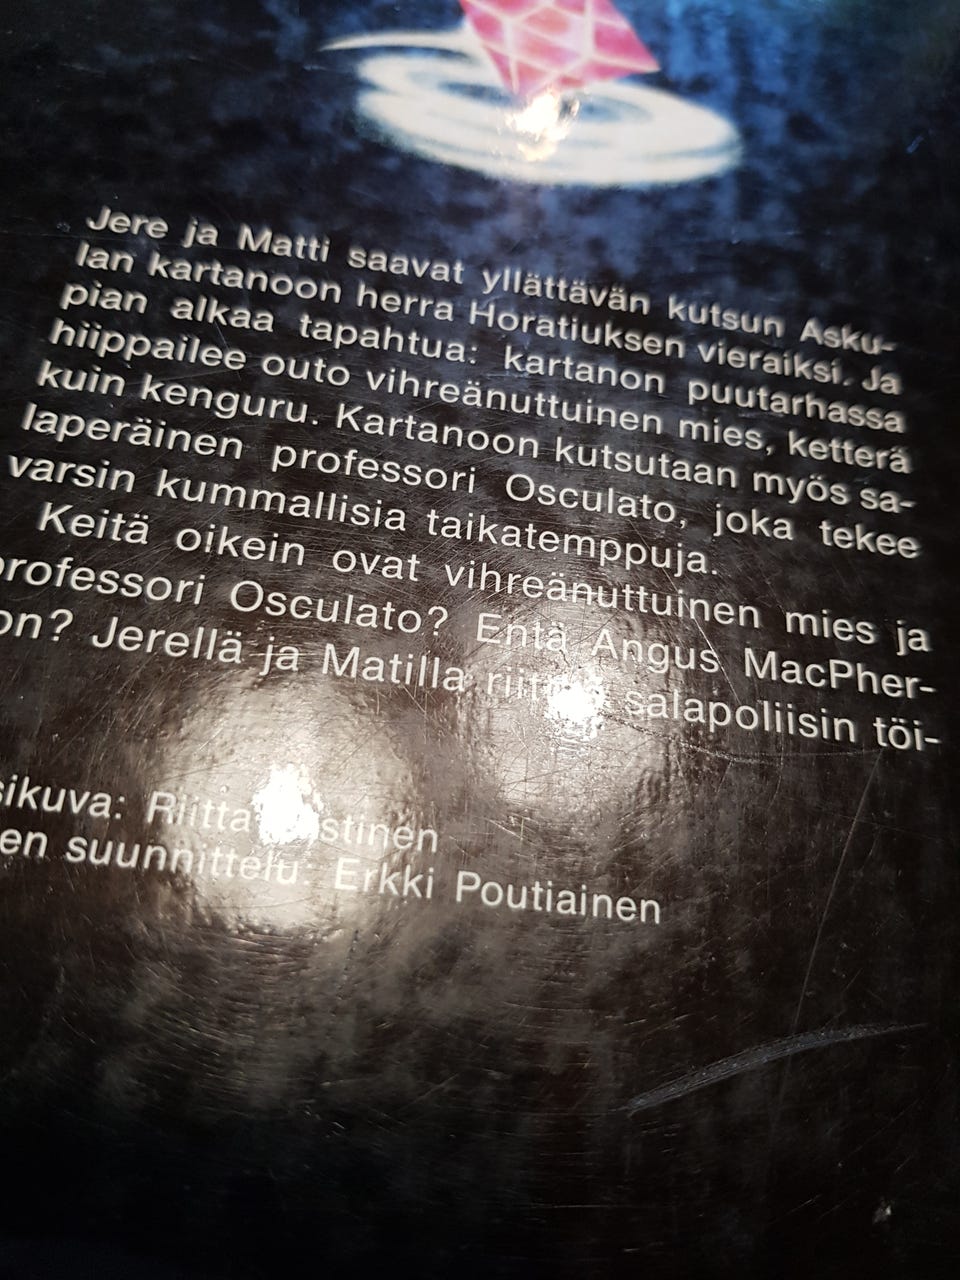 Jere ja Matti saavat yllättävän kutsun Asku-
lan kartanoon herra Horatiuksen vieraiksi. Ja
pian alkaa tapahtua: kartanon puutarhassa
hiippailee outo vihreänuttuinen mies, ketterä
kuin kenguru. Kartanoon kutsutaan myös sa-
laperäinen professori Osculato, joka tekee
varsin kummallisia taikatemppuja.
Keitä oikein ovat vihreänuttuinen mies ja
professori Osculato? Entä Angus MacPher-
on? Jerellä ja Matilla salapoliisin töi-
sikuva: Riitta
en suunnittelu: Erkki Poutiainen